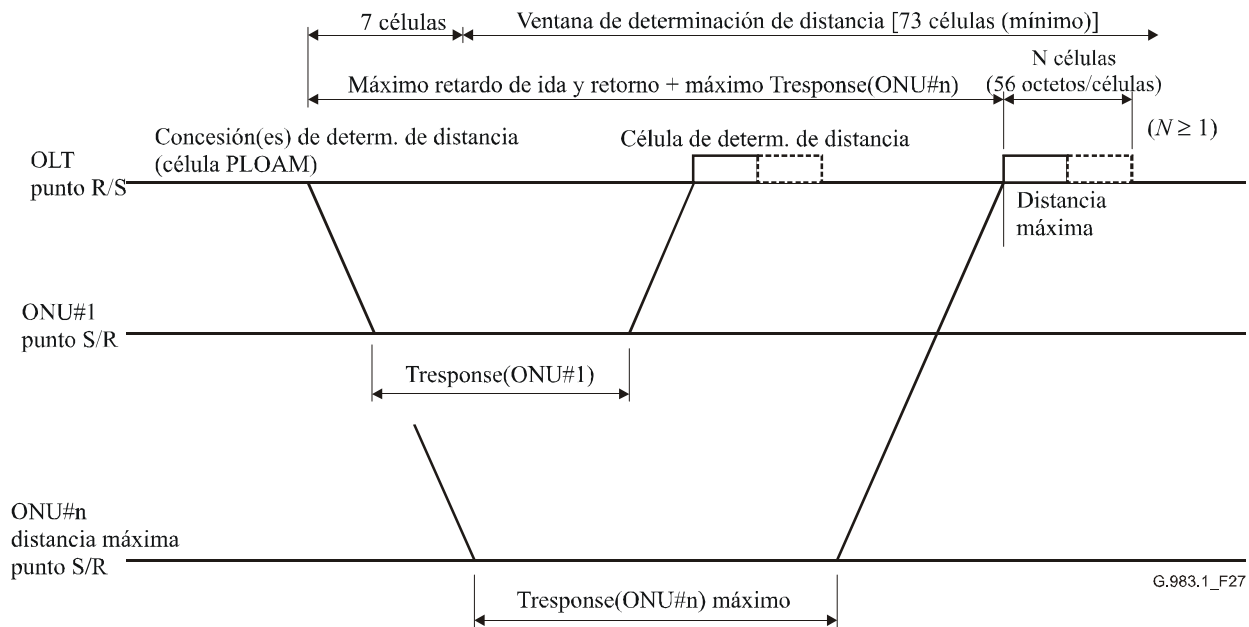 7 células
Ventana de determinación de distancia [73 células (mínimo)]
N células
(56 octetos/células)
Máximo retardo de ida y retorno + máximo Tresponse(ONU#n)
(N ≥ 1)
Concesión(es) de determ. de distancia
(célula PLOAM)
Célula de determ. de distancia
OLT
punto R/S
Distancia
máxima
ONU#1
punto S/R
Tresponse(ONU#1)
ONU#n
distancia máxima
punto S/R
G.983.1_F27
Tresponse(ONU#n) máximo